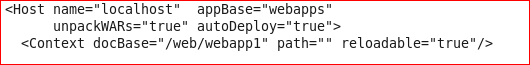 <Host name="localhost"  appBase="webapps"
      unpackWARs="true" autoDeploy="true">
  <Context docBase="/web/webapp1" path="" reloadable="true"/>